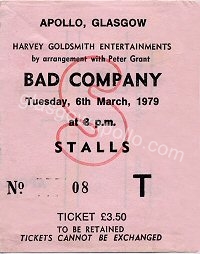 APOLLO, GLASGOW
HARVEY GOLDSMITH ENTERTAINMENTS
by arrangement with Peter Grant
BAD COMPANY
Tuesday, 6th March, 1979
at 8 p.m.
STALLS
S
No 08 T
TICKET £3.50
TO BE RETAINED
TICKETS CANNOT BE EXCHANGED